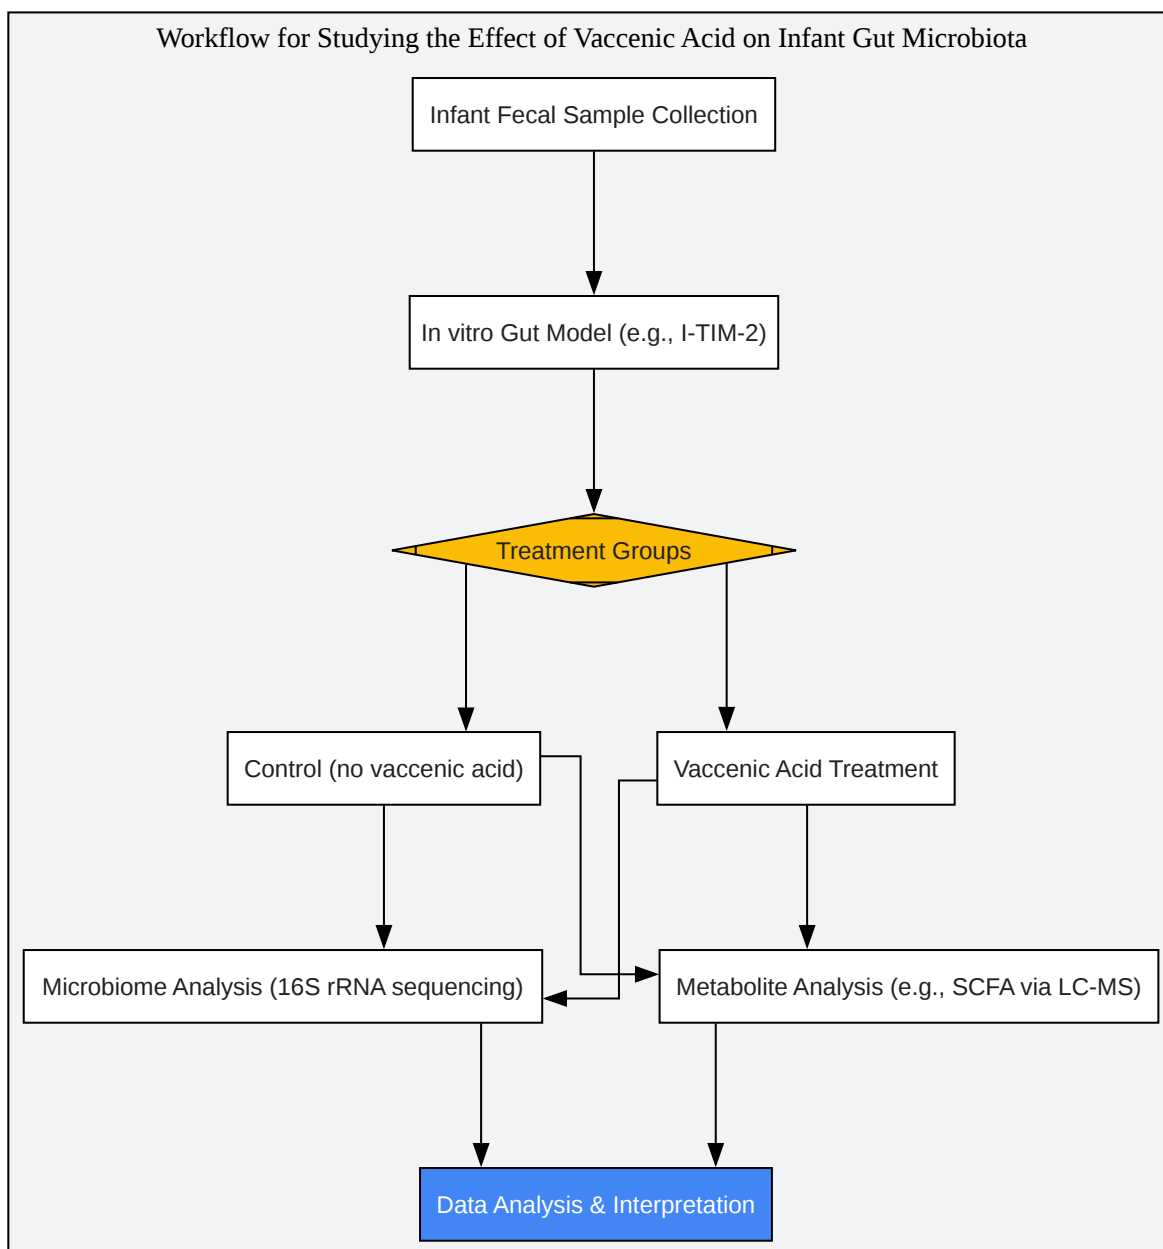 Workflow for Studying the Effect of Vaccenic Acid on Infant Gut Microbiota
Infant Fecal Sample Collection
In vitro Gut Model (e.g., I-TIM-2)
Treatment Groups
Control (no vaccenic acid)
Vaccenic Acid Treatment
Microbiome Analysis (16S rRNA sequencing)
Metabolite Analysis (e.g., SCFA via LC-MS)
Data Analysis & Interpretation